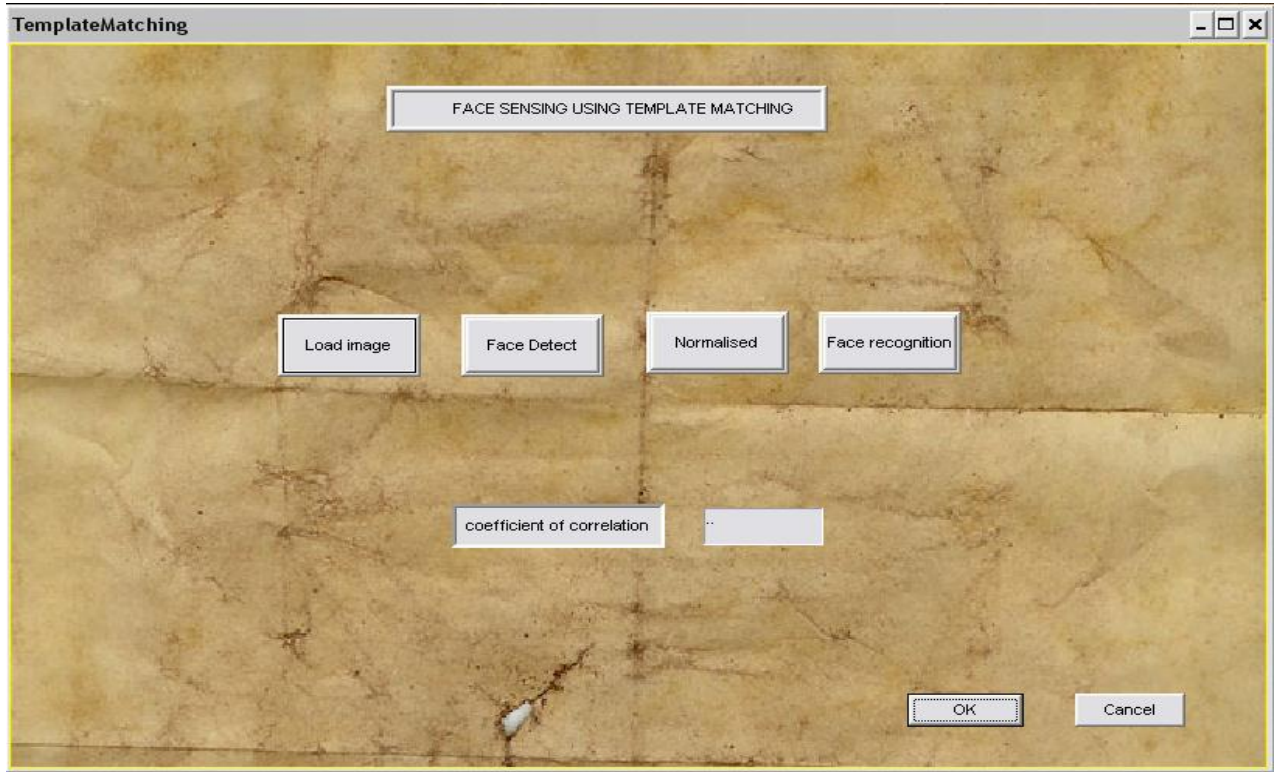 TemplateMatching
FACE SENSING USING TEMPLATE MATCHING
Load image
Face Detect
Normalised
Face recognition
coefficient of correlation
..
OK
Cancel